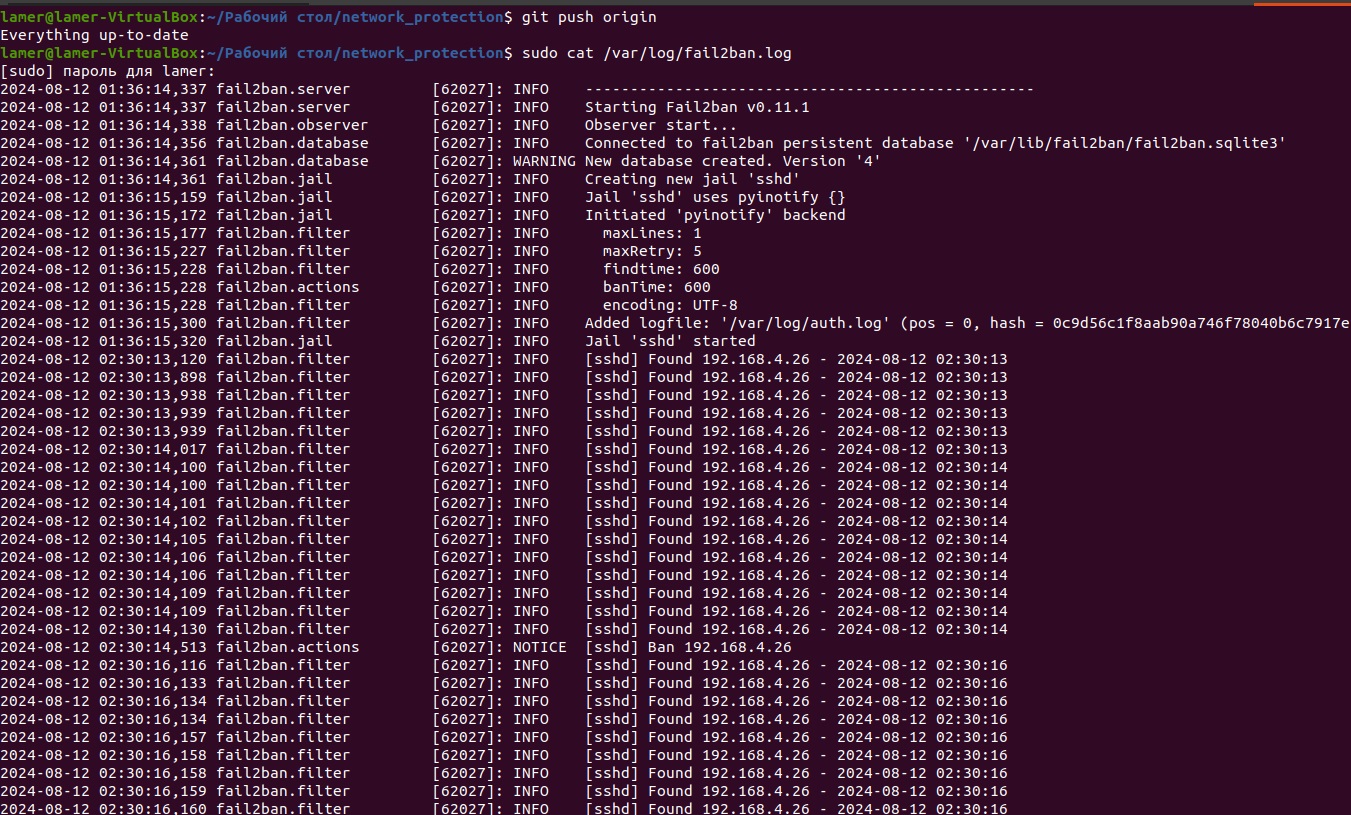 lamer@lamer-VirtualBox:~/Рабочий стол/network_protection$ git push origin
Everything up-to-date
lamer@lamer-VirtualBox:~/Рабочий стол/network_protection$ sudo cat /var/log/fail2ban.log
[sudo] пароль для lamer:
2024-08-12 01:36:14,337 fail2ban.server         [62027]: INFO    --------------------------------------------------
2024-08-12 01:36:14,337 fail2ban.server         [62027]: INFO    Starting Fail2ban v0.11.1
2024-08-12 01:36:14,338 fail2ban.observer       [62027]: INFO    Observer start...
2024-08-12 01:36:14,356 fail2ban.database       [62027]: INFO    Connected to fail2ban persistent database '/var/lib/fail2ban/fail2ban.sqlite3'
2024-08-12 01:36:14,361 fail2ban.database       [62027]: WARNING New database created. Version '4'
2024-08-12 01:36:14,361 fail2ban.jail           [62027]: INFO    Creating new jail 'sshd'
2024-08-12 01:36:15,159 fail2ban.jail           [62027]: INFO    Jail 'sshd' uses pyinotify {}
2024-08-12 01:36:15,172 fail2ban.jail           [62027]: INFO    Initiated 'pyinotify' backend
2024-08-12 01:36:15,177 fail2ban.filter         [62027]: INFO      maxLines: 1
2024-08-12 01:36:15,227 fail2ban.filter         [62027]: INFO      maxRetry: 5
2024-08-12 01:36:15,228 fail2ban.filter         [62027]: INFO      findtime: 600
2024-08-12 01:36:15,228 fail2ban.actions        [62027]: INFO      banTime: 600
2024-08-12 01:36:15,228 fail2ban.filter         [62027]: INFO      encoding: UTF-8
2024-08-12 01:36:15,300 fail2ban.filter         [62027]: INFO    Added logfile: '/var/log/auth.log' (pos = 0, hash = 0c9d56c1f8aab90a746f78040b6c7917e
2024-08-12 01:36:15,320 fail2ban.jail           [62027]: INFO    Jail 'sshd' started
2024-08-12 02:30:13,120 fail2ban.filter         [62027]: INFO    [sshd] Found 192.168.4.26 - 2024-08-12 02:30:13
2024-08-12 02:30:13,898 fail2ban.filter         [62027]: INFO    [sshd] Found 192.168.4.26 - 2024-08-12 02:30:13
2024-08-12 02:30:13,938 fail2ban.filter         [62027]: INFO    [sshd] Found 192.168.4.26 - 2024-08-12 02:30:13
2024-08-12 02:30:13,939 fail2ban.filter         [62027]: INFO    [sshd] Found 192.168.4.26 - 2024-08-12 02:30:13
2024-08-12 02:30:13,939 fail2ban.filter         [62027]: INFO    [sshd] Found 192.168.4.26 - 2024-08-12 02:30:13
2024-08-12 02:30:14,017 fail2ban.filter         [62027]: INFO    [sshd] Found 192.168.4.26 - 2024-08-12 02:30:13
2024-08-12 02:30:14,100 fail2ban.filter         [62027]: INFO    [sshd] Found 192.168.4.26 - 2024-08-12 02:30:14
2024-08-12 02:30:14,100 fail2ban.filter         [62027]: INFO    [sshd] Found 192.168.4.26 - 2024-08-12 02:30:14
2024-08-12 02:30:14,101 fail2ban.filter         [62027]: INFO    [sshd] Found 192.168.4.26 - 2024-08-12 02:30:14
2024-08-12 02:30:14,102 fail2ban.filter         [62027]: INFO    [sshd] Found 192.168.4.26 - 2024-08-12 02:30:14
2024-08-12 02:30:14,105 fail2ban.filter         [62027]: INFO    [sshd] Found 192.168.4.26 - 2024-08-12 02:30:14
2024-08-12 02:30:14,106 fail2ban.filter         [62027]: INFO    [sshd] Found 192.168.4.26 - 2024-08-12 02:30:14
2024-08-12 02:30:14,106 fail2ban.filter         [62027]: INFO    [sshd] Found 192.168.4.26 - 2024-08-12 02:30:14
2024-08-12 02:30:14,109 fail2ban.filter         [62027]: INFO    [sshd] Found 192.168.4.26 - 2024-08-12 02:30:14
2024-08-12 02:30:14,109 fail2ban.filter         [62027]: INFO    [sshd] Found 192.168.4.26 - 2024-08-12 02:30:14
2024-08-12 02:30:14,130 fail2ban.filter         [62027]: INFO    [sshd] Found 192.168.4.26 - 2024-08-12 02:30:14
2024-08-12 02:30:14,513 fail2ban.actions        [62027]: NOTICE  [sshd] Ban 192.168.4.26
2024-08-12 02:30:16,116 fail2ban.filter         [62027]: INFO    [sshd] Found 192.168.4.26 - 2024-08-12 02:30:16
2024-08-12 02:30:16,133 fail2ban.filter         [62027]: INFO    [sshd] Found 192.168.4.26 - 2024-08-12 02:30:16
2024-08-12 02:30:16,134 fail2ban.filter         [62027]: INFO    [sshd] Found 192.168.4.26 - 2024-08-12 02:30:16
2024-08-12 02:30:16,134 fail2ban.filter         [62027]: INFO    [sshd] Found 192.168.4.26 - 2024-08-12 02:30:16
2024-08-12 02:30:16,157 fail2ban.filter         [62027]: INFO    [sshd] Found 192.168.4.26 - 2024-08-12 02:30:16
2024-08-12 02:30:16,158 fail2ban.filter         [62027]: INFO    [sshd] Found 192.168.4.26 - 2024-08-12 02:30:16
2024-08-12 02:30:16,158 fail2ban.filter         [62027]: INFO    [sshd] Found 192.168.4.26 - 2024-08-12 02:30:16
2024-08-12 02:30:16,159 fail2ban.filter         [62027]: INFO    [sshd] Found 192.168.4.26 - 2024-08-12 02:30:16
2024-08-12 02:30:16,160 fail2ban.filter         [62027]: INFO    [sshd] Found 192.168.4.26 - 2024-08-12 02:30:16